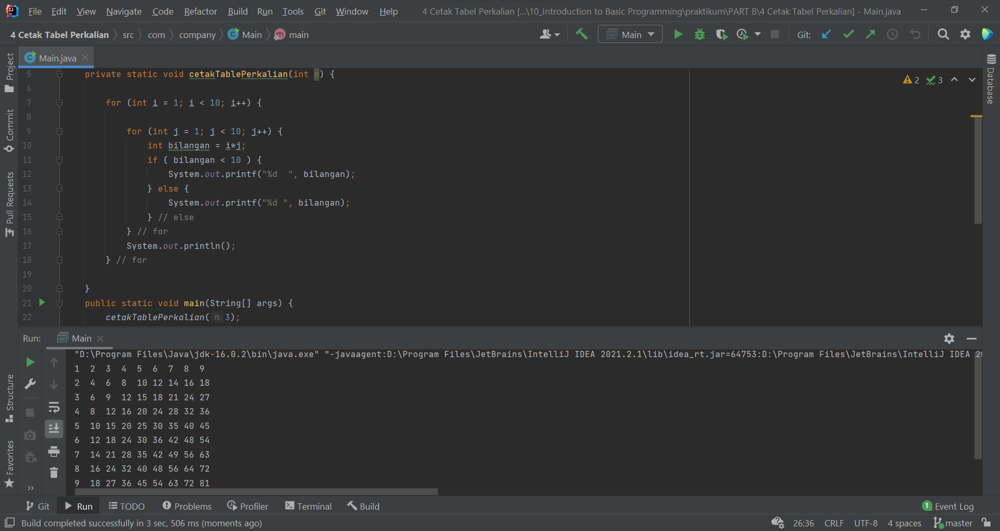 File Edit View Navigate Code Refactor Build Run Tools Git Window Help 4 Cetak Tabel Perkalian [...\10_Introduction to Basic Programming\praktikum\PART B\4 Cetak Tabel Perkalian] - Main.java
4 Cetak Tabel Perkalian src com company Main main Main Git:
Main.java
Project
Commit
Pull Requests
Structure
Favorites
Database
2 3
5 private static void cetakTablePerkalian(int n) {
6
7 for (int i = 1; i < 10; i++) {
8
9 for (int j = 1; j < 10; j++) {
10 int bilangan = i*j;
11 if ( bilangan < 10 ) {
12 System.out.printf("%d  ", bilangan);
13 } else {
14 System.out.printf("%d ", bilangan);
15 } // else
16 } // for
17 System.out.println();
18 } // for
19
20 }
21 public static void main(String[] args) {
22 cetakTablePerkalian( n: 3);
Run: Main
"D:\Program Files\Java\jdk-16.0.2\bin\java.exe" "-javaagent:D:\Program Files\JetBrains\IntelliJ IDEA 2021.2.1\lib\idea_rt.jar=64753:D:\Program Files\JetBrains\IntelliJ IDEA
1 2 3 4 5 6 7 8 9
2 4 6 8 10 12 14 16 18
3 6 9 12 15 18 21 24 27
4 8 12 16 20 24 28 32 36
5 10 15 20 25 30 35 40 45
6 12 18 24 30 36 42 48 54
7 14 21 28 35 42 49 56 63
8 16 24 32 40 48 56 64 72
9 18 27 36 45 54 63 72 81
Git Run TODO Problems Profiler Terminal Build 1 Event Log
Build completed successfully in 3 sec, 506 ms (moments ago) 26:36 CRLF UTF-8 4 spaces master